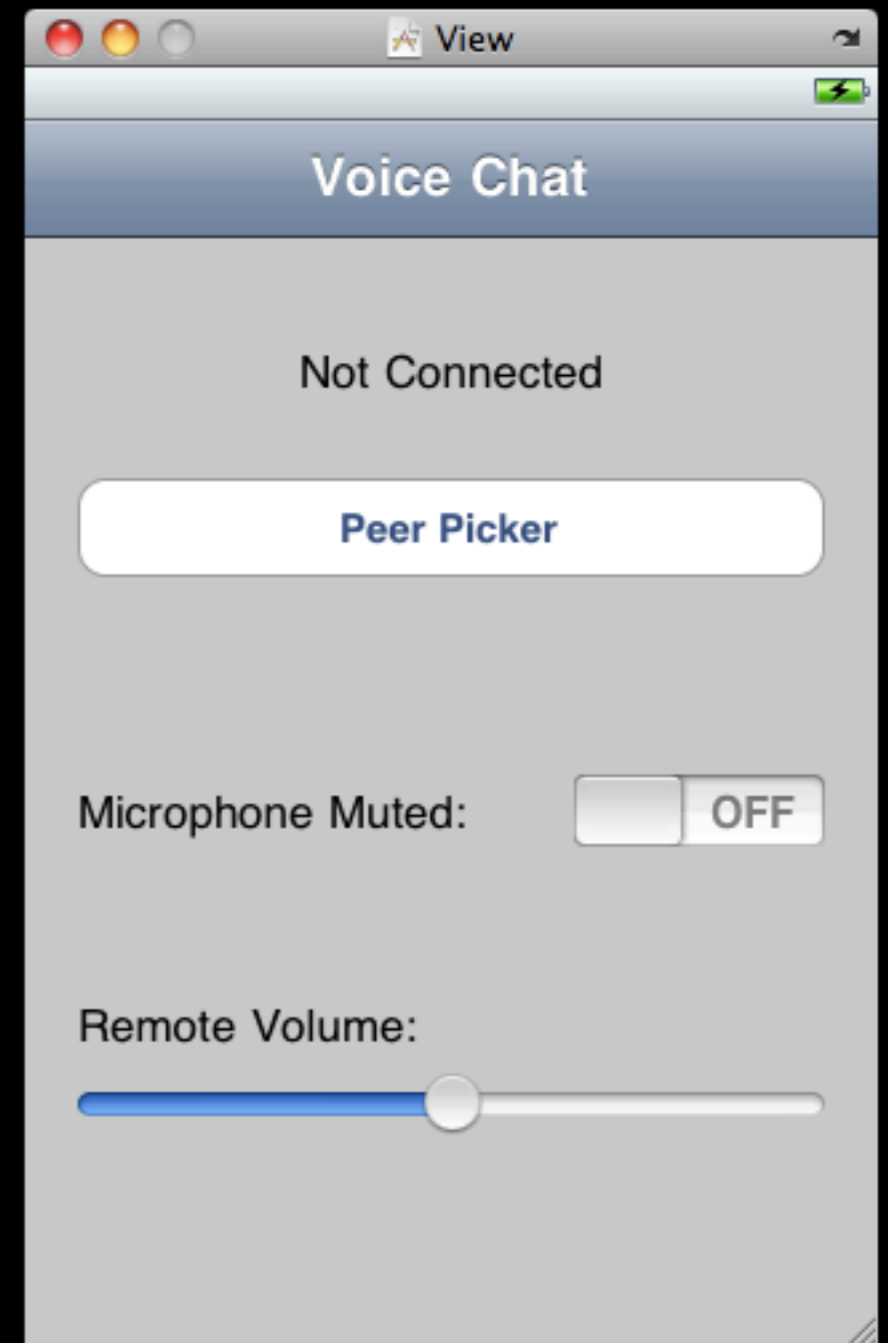 View
Voice Chat
Not Connected
Peer Picker
Microphone Muted: OFF
Remote Volume: